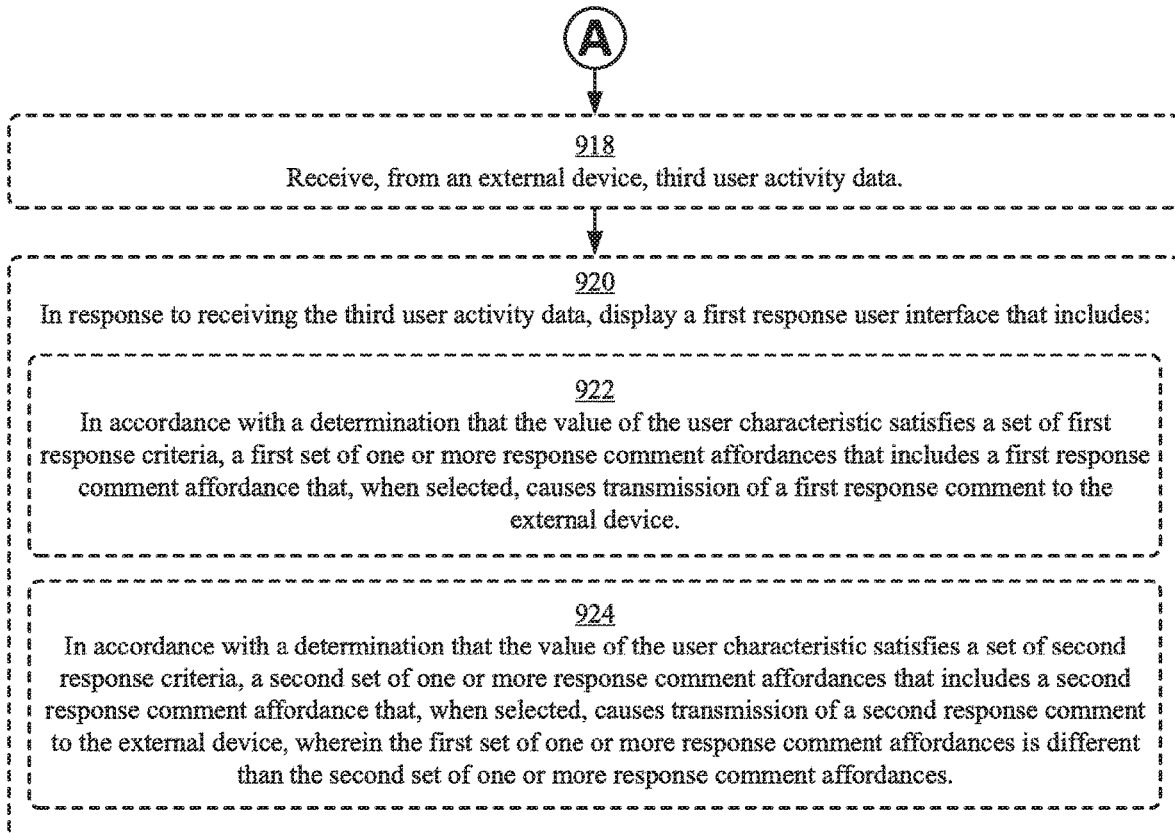 A
918
Receive, from an external device, third user activity data.
920
In response to receiving the third user activity data, display a first response user interface that includes:
922
In accordance with a determination that the value of the user characteristic satisfies a set of first
response criteria, a first set of one or more response comment affordances that includes a first response
comment affordance that, when selected, causes transmission of a first response comment to the
external device.
924
In accordance with a determination that the value of the user characteristic satisfies a set of second
response criteria, a second set of one or more response comment affordances that includes a second
response comment affordance that, when selected, causes transmission of a second response comment
to the external device, wherein the first set of one or more response comment affordances is different
than the second set of one or more response comment affordances.